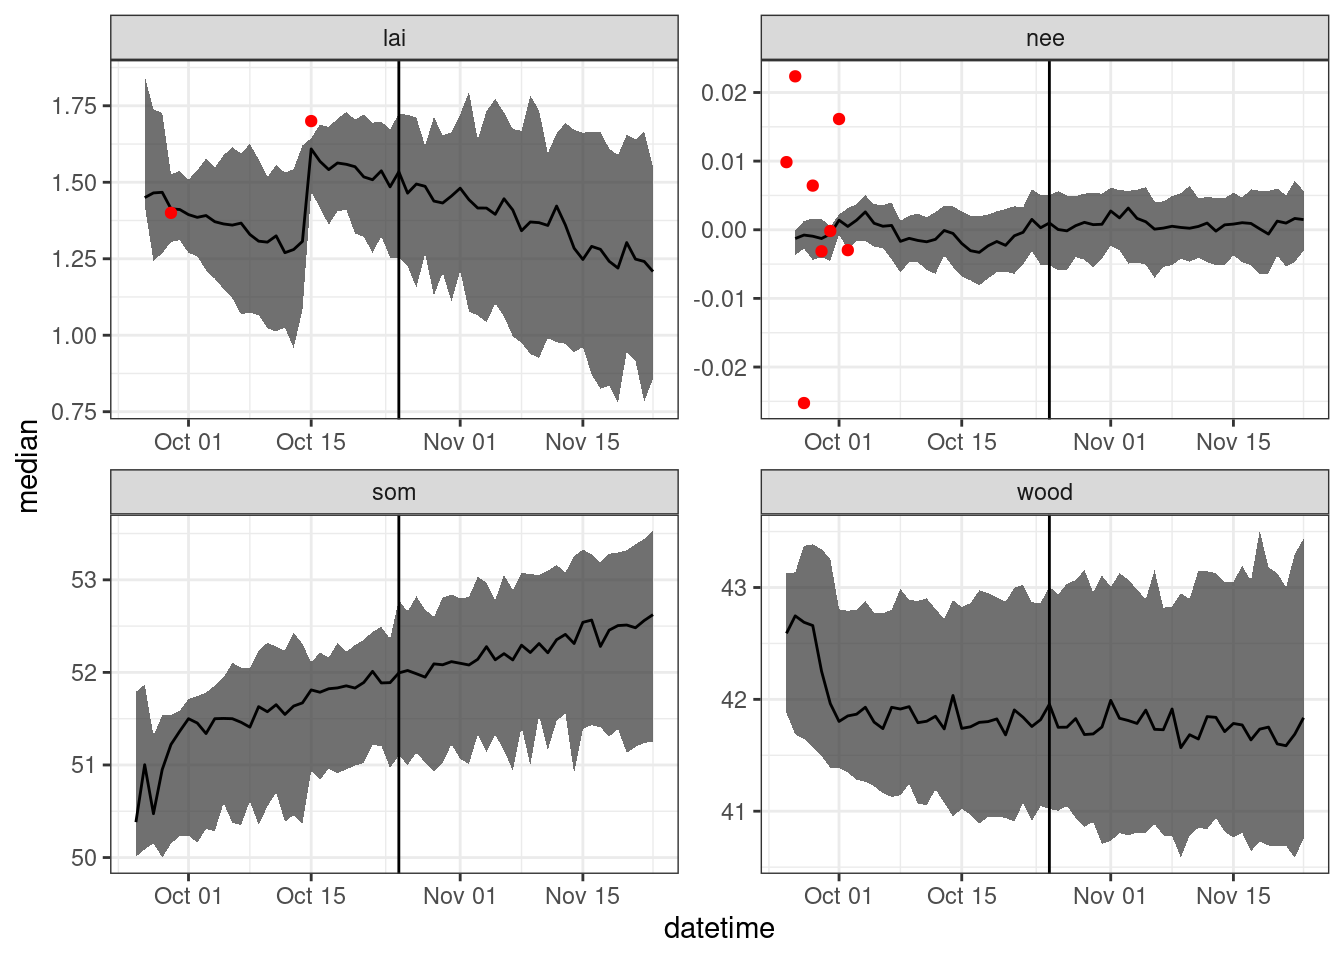 lai
nee
1.75
1.50
1.25
1.00
0.75
0.02
0.01
0.00
-0.01
-0.02
Oct 01 Oct 15 Nov 01 Nov 15
Oct 01 Oct 15 Nov 01 Nov 15
median
som
wood
53
52
51
50
43
42
41
Oct 01 Oct 15 Nov 01 Nov 15
Oct 01 Oct 15 Nov 01 Nov 15
datetime